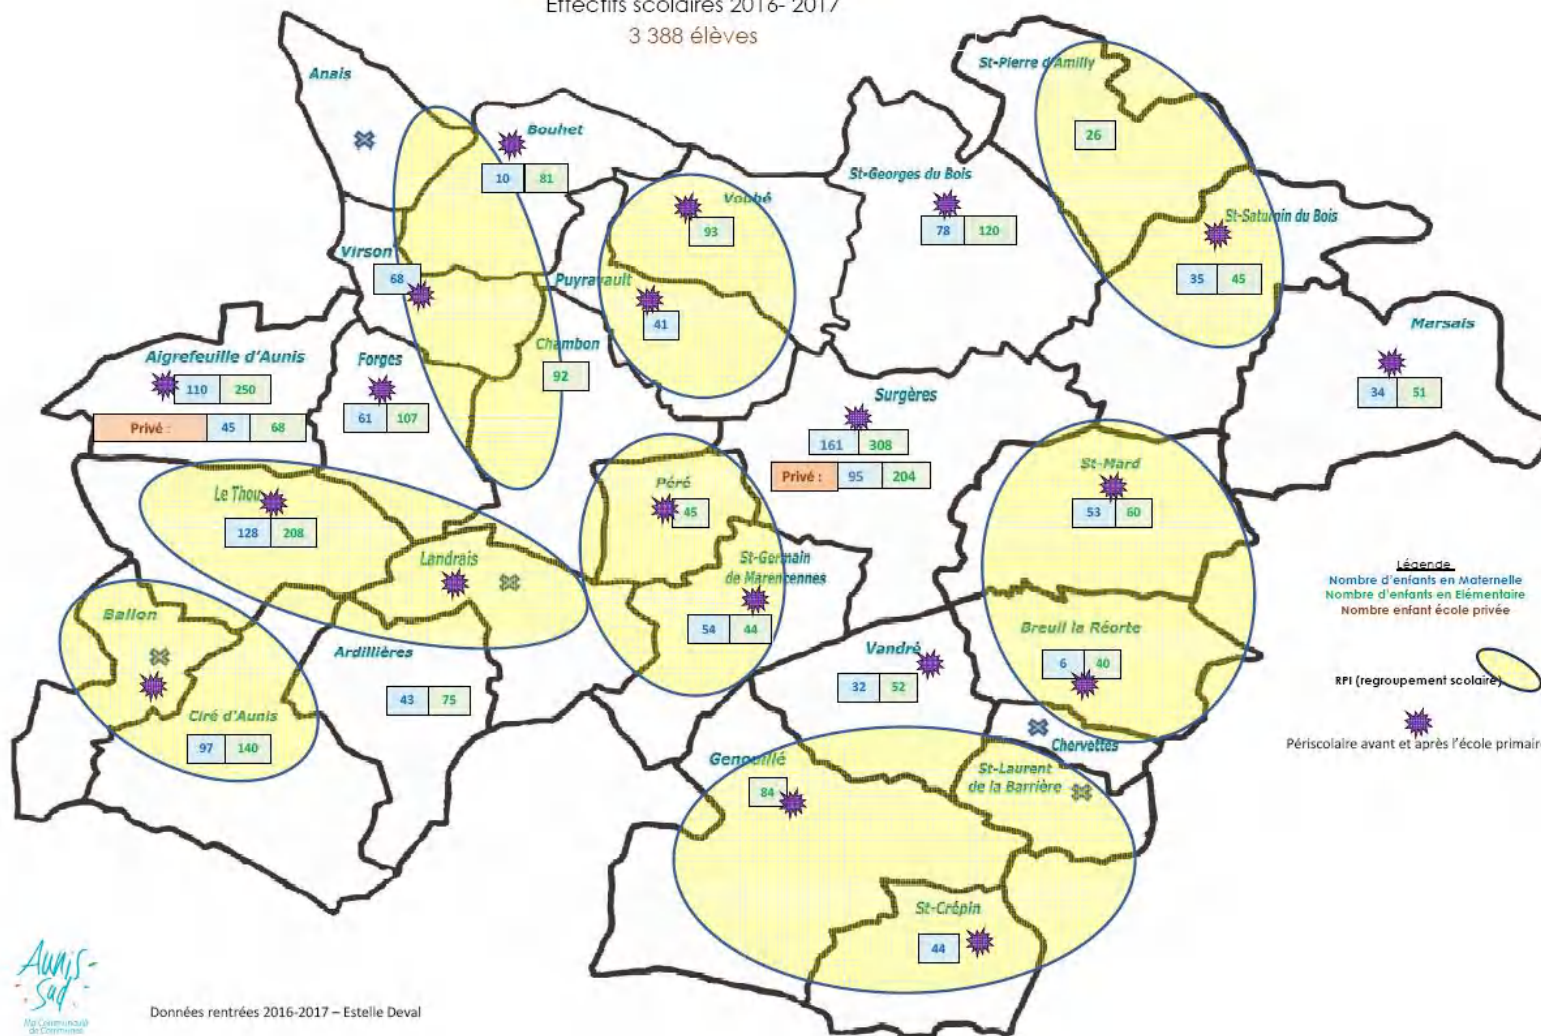 Effectifs scolaires 2016- 2017
3 388 élèves
Anais
Bouhet
10 81
St-Pierre d'Amilly
26
St-Georges du Bois
78 120
Voubé
93
St-Saturnin du Bois
35 45
Virson
68
Puyravault
41
Chambon
92
Marsais
34 51
Aigrefeuille d'Aunis
110 250
Privé : 45 68
Forges
61 107
Surgères
161 308
Privé : 95 204
St-Mard
53 60
Péré
45
Le Thou
128 208
Landrais
St-Germain
de Marencennes
54 44
Légende
Nombre d'enfants en Maternelle
Nombre d'enfants en Elémentaire
Nombre enfant école privée
RPI (regroupement scolaire)
Périscolaire avant et après l'école primaire
Ballon
Ciré d'Aunis
97 140
Ardillières
43 75
Vandré
32 52
Breuil la Réorte
6 40
Chervettes
St-Laurent
de la Barrière
Genouillé
84
St-Crépin
44
Aunis-
Sud
Ma Communauté
de Communes
Données rentrées 2016-2017 – Estelle Deval